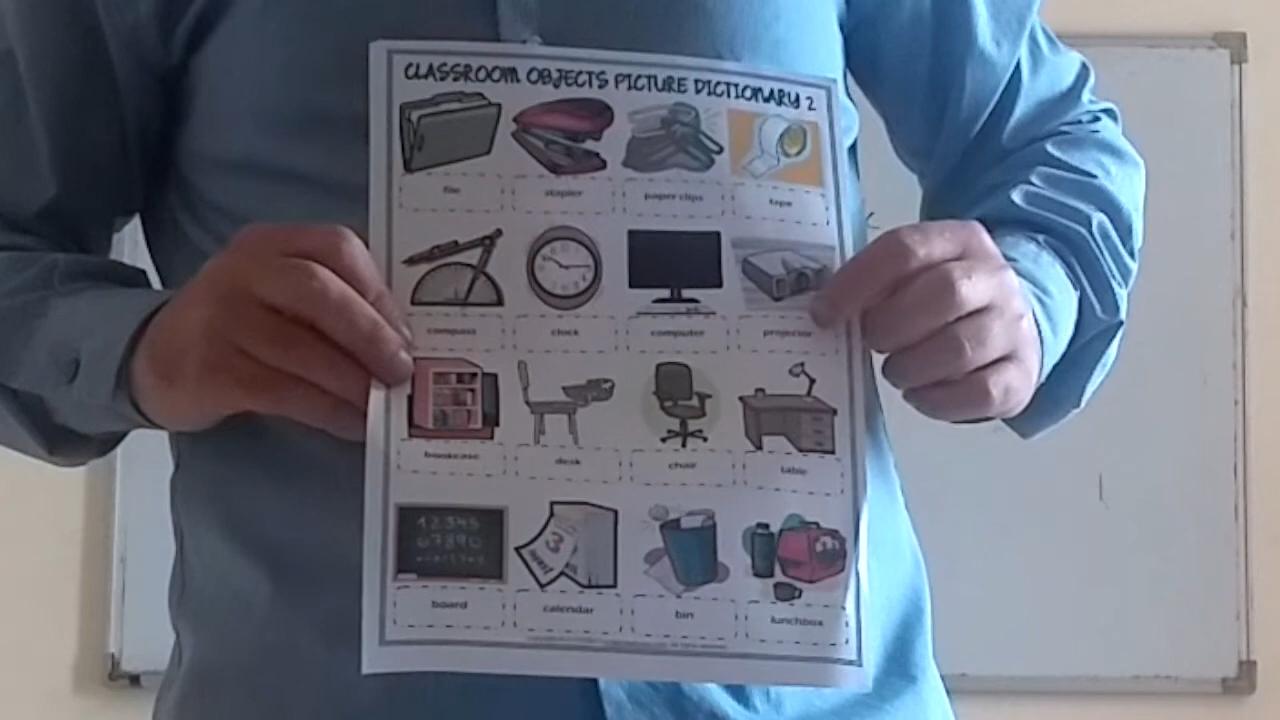 CLASSROOM OBJECTS PICTURE DICTIONARY 2
file stapler paper clips tape
compass clock computer projector
bookcase desk chair table
12345
67890
board calendar bin lunchbox